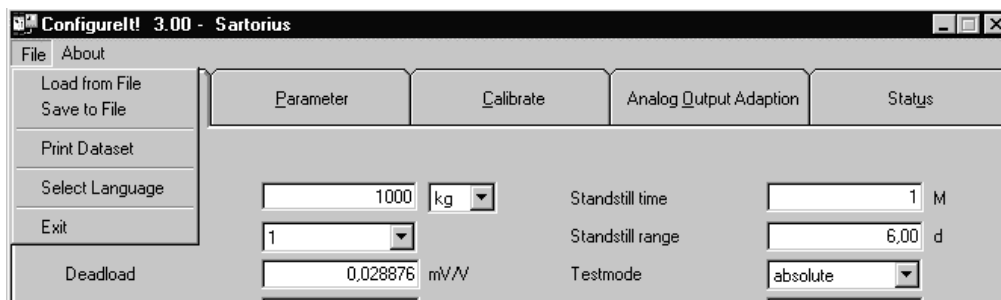 ConfigureIt! 3.00 - Sartorius
File About
Load from File
Save to File
Print Dataset
Select Language
Exit
Parameter Calibrate Analog Output Adaption Status
1000 kg Standstill time 1 M
1 Standstill range 6,00 d
Deadload 0,028876 mV/V Testmode absolute